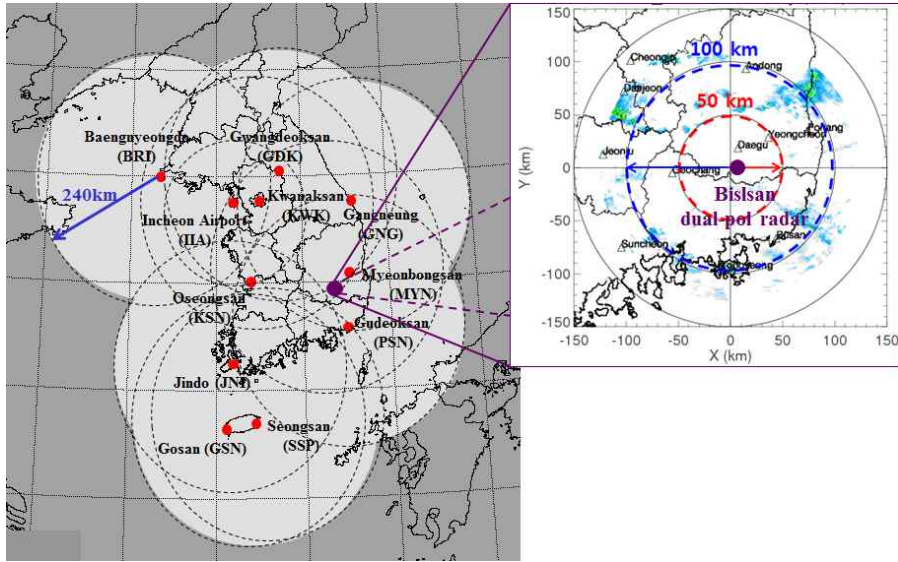 Baengnyeongdo
(BRI)
Gwangdeoksan
(GDK)
240km
Kwanaksan
(KWK)
Incheon Airport
(IIA)
Gangneung
(GNG)
Myeonbongsan
(MYN)
Oseongsan
(KSN)
Gudeoksan
(PSN)
Jindo (JNI)
Seongsan
(SSP)
Gosan (GSN)
150
100
50
0
-50
-100
-150
Y (km)
-150
-100
-50
0
50
100
150
X (km)
100 km
50 km
Cheongju
Andong
Daejeon
Pohang
Yeongcheon
Daegu
Jeonju
Geochang
Bislsan
dual-pol radar
Suncheon
Busan